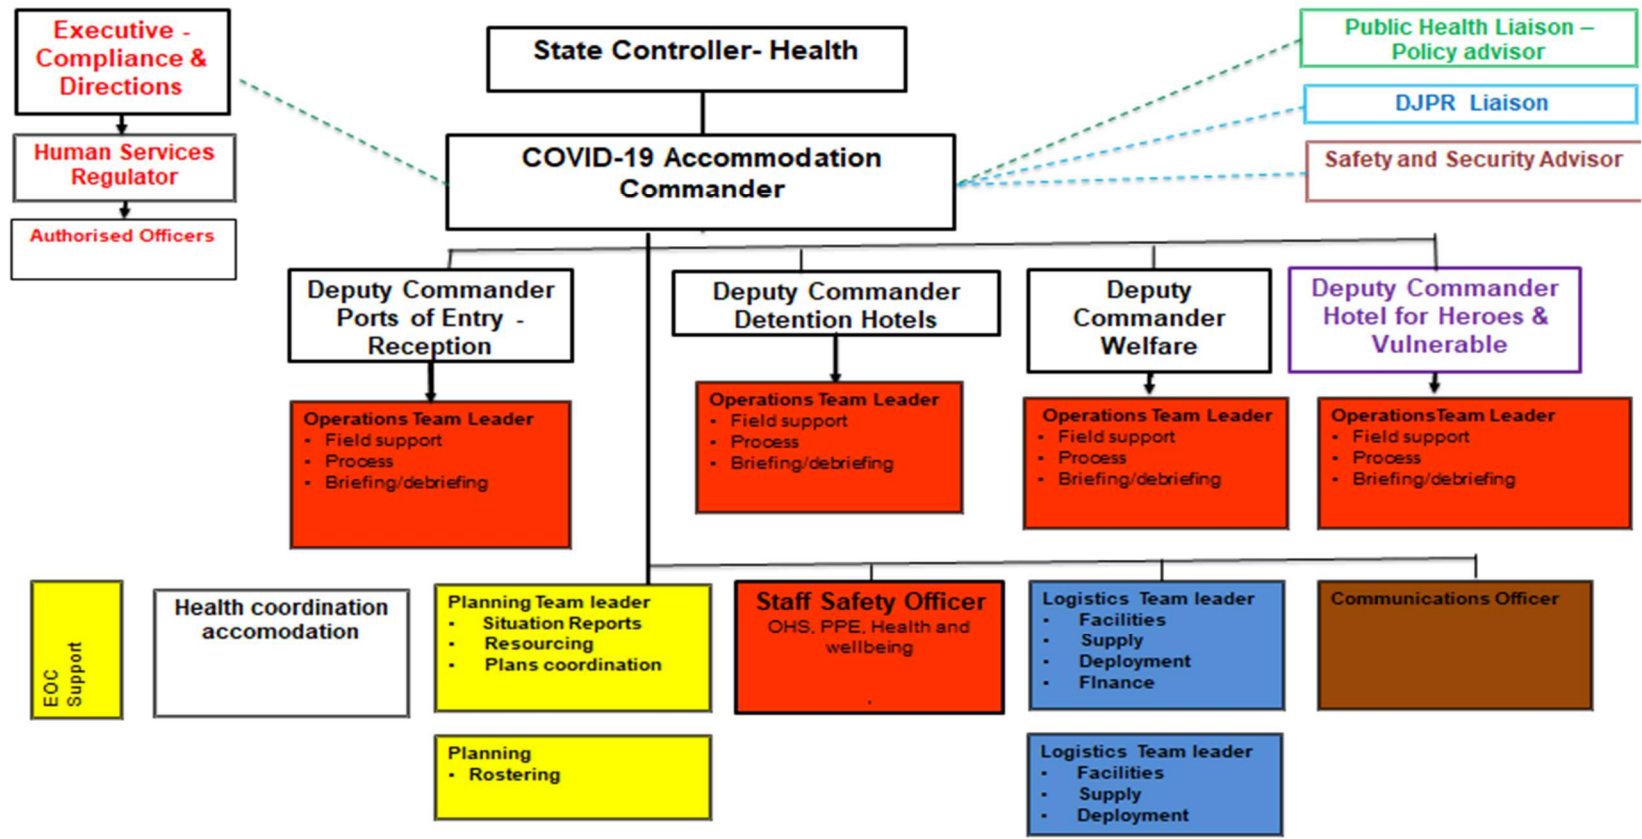 Executive -
Compliance &
Directions
Human Services
Regulator
Authorised Officers
State Controller- Health
COVID-19 Accommodation
Commander
Public Health Liaison –
Policy advisor
DJPR Liaison
Safety and Security Advisor
Deputy Commander
Ports of Entry -
Reception
Deputy Commander
Detention Hotels
Deputy
Commander
Welfare
Deputy Commander
Hotel for Heroes &
Vulnerable
Operations Team Leader
• Field support
• Process
• Briefing/debriefing
Operations Team Leader
• Field support
• Process
• Briefing/debriefing
Operations Team Leader
• Field support
• Process
• Briefing/debriefing
OperationsTeam Leader
• Field support
• Process
• Briefing/debriefing
EOC
Support
Health coordination
accomodation
Planning Team leader
• Situation Reports
• Resourcing
• Plans coordination
Staff Safety Officer
OHS, PPE, Health and
wellbeing
.
Logistics Team leader
• Facilities
• Supply
• Deployment
• FInance
Communications Officer
Planning
• Rostering
Logistics Team leader
• Facilities
• Supply
• Deployment